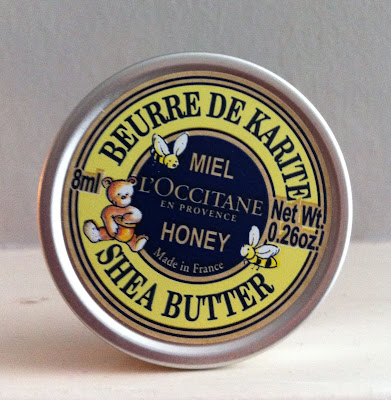 BEURRE DE KARITE
MIEL
8ml
L'OCCITANE
EN PROVENCE
Net Wt.
0.26oz.
HONEY
Made in France
SHEA BUTTER